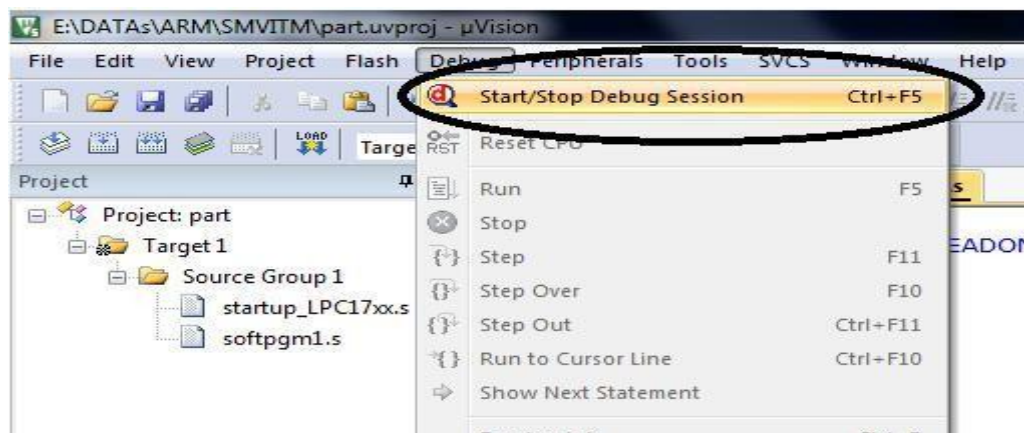 E:\DATAs\ARM\SMVITM\part.uvproj - µVision
File Edit View Project Flash Debug Peripherals Tools SVCS Window Help
Start/Stop Debug Session Ctrl+F5
LOAD Targe RST Reset CPU
Project
Run F5
s
Project: part
Stop
Target 1
Step F11
EADON
Source Group 1
Step Over F10
startup_LPC17xx.s
Step Out Ctrl+F11
softpgm1.s
Run to Cursor Line Ctrl+F10
Show Next Statement